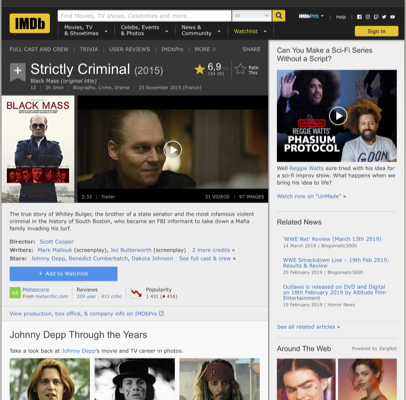 IMDb
Find Movies, TV shows, Celebrities and more...
All
IMDbPro
Help
Movies, TV & Showtimes
Celebs, Events & Photos
News & Community
Watchlist
Sign in
FULL CAST AND CREW | TRIVIA | USER REVIEWS | IMDbPro | MORE
SHARE
Strictly Criminal (2015)
Black Mass (original title)
12 | 2h 3min | Biography, Crime, Drama | 25 November 2015 (France)
6,9
Rate This
BLACK MASS
2:33 | Trailer
31 VIDEOS | 97 IMAGES
The true story of Whitey Bulger, the brother of a state senator and the most infamous violent
criminal in the history of South Boston, who became an FBI informant to take down a Mafia
family invading his turf.
Director: Scott Cooper
Writers: Mark Mallouk (screenplay), Jez Butterworth (screenplay) | 2 more credits »
Stars: Johnny Depp, Benedict Cumberbatch, Dakota Johnson | See full cast & crew »
+ Add to Watchlist
Metascore
From metacritic.com
Reviews
329 user | 411 critic
Popularity
1 431
View production, box office, & company info on IMDbPro
Johnny Depp Through the Years
Take a look back at Johnny Depp's movie and TV career in photos.
Can You Make a Sci-Fi Series
Without a Script?
REGGIE WATTS'
PHASIUM
PROTOCOL
Well Reggie Watts sure tried with his idea for
a sci-fi improv show. What happens when we
bring his idea to life?
Watch now on "UnMade" »
Related News
'WWE Nxt' Review (March 13th 2019)
14 March 2019 | Blogomatic3000
WWE Smackdown Live – 19th Feb 2019:
Results & Review
20 February 2019 | Blogomatic3000
Outlaws is released on DVD and Digital
on 18th February 2019 by Altitude Film
Entertainment
19 February 2019 | Horror News
See all related articles »
Around The Web
Powered by ZergNet